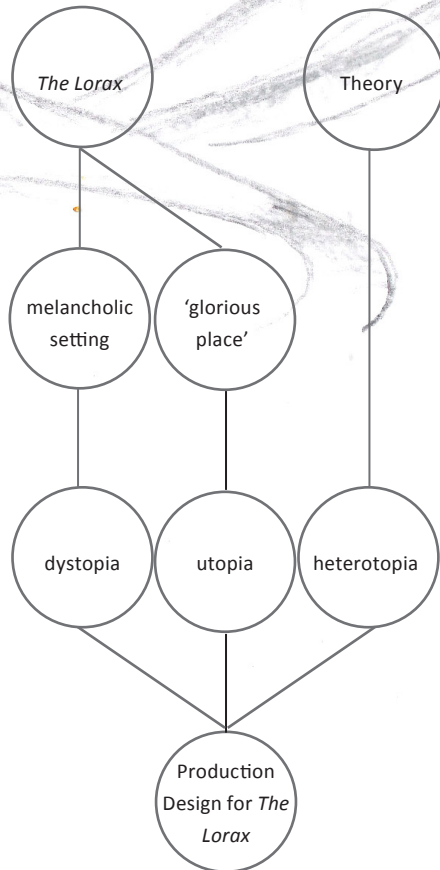 The Lorax
Theory
melancholic
setting
‘glorious
place’
dystopia
utopia
heterotopia
Production
Design for The
Lorax